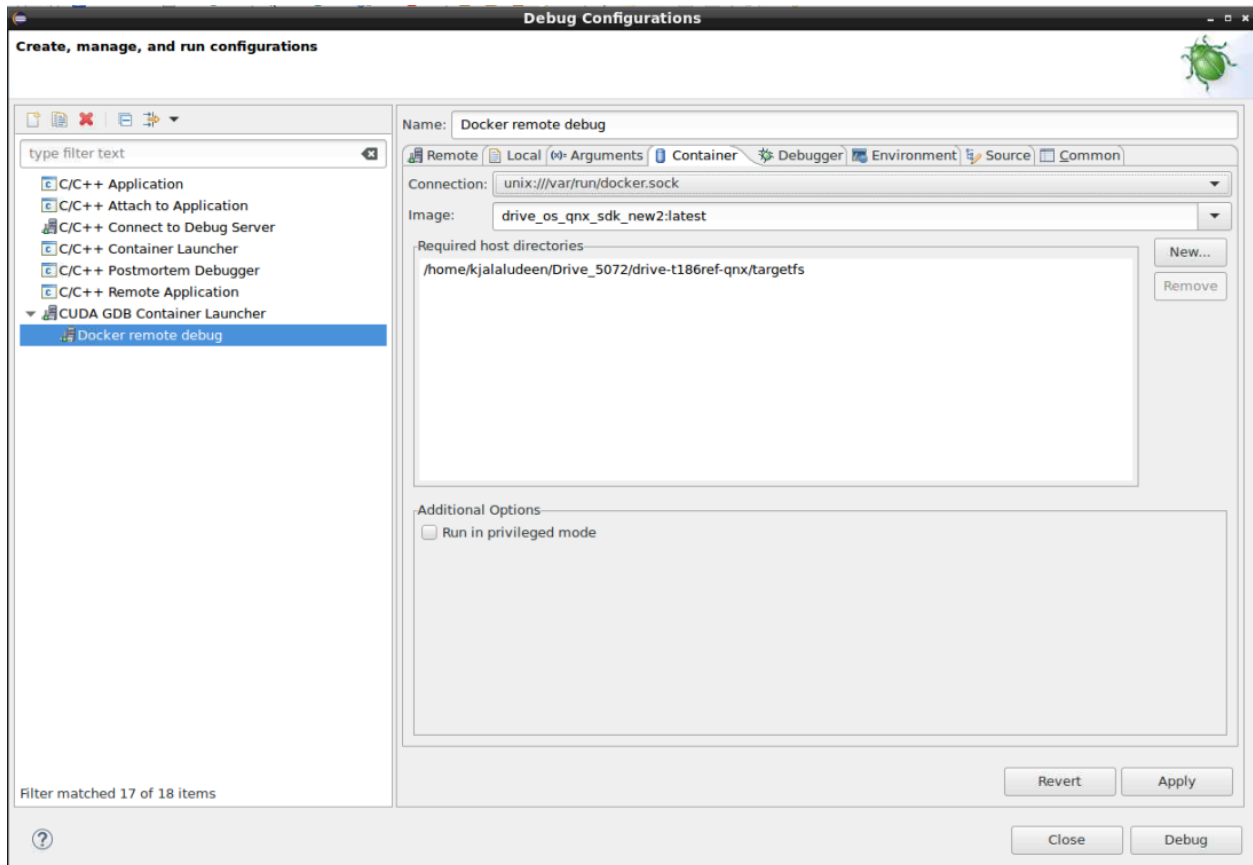 Debug Configurations
Create, manage, and run configurations
type filter text
C/C++ Application
C/C++ Attach to Application
C/C++ Connect to Debug Server
C/C++ Container Launcher
C/C++ Postmortem Debugger
C/C++ Remote Application
CUDA GDB Container Launcher
Docker remote debug
Filter matched 17 of 18 items
Name: Docker remote debug
Remote Local Arguments Container Debugger Environment Source Common
Connection: unix:///var/run/docker.sock
Image: drive_os_qnx_sdk_new2:latest
Required host directories
/home/kjalaludeen/Drive_5072/drive-t186ref-qnx/targetfs
New...
Remove
Additional Options
Run in privileged mode
Revert Apply
Close Debug